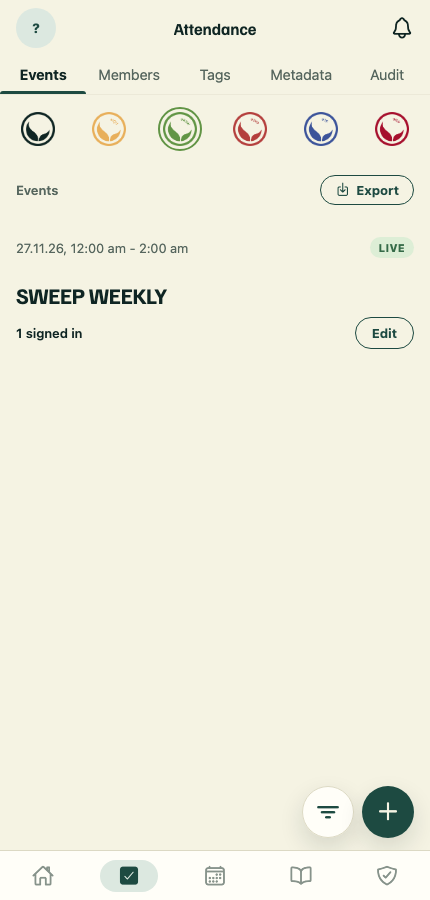 ?
Attendance
Events Members Tags Metadata Audit
Events
Export
27.11.26, 12:00 am - 2:00 am
LIVE
SWEEP WEEKLY
1 signed in
Edit